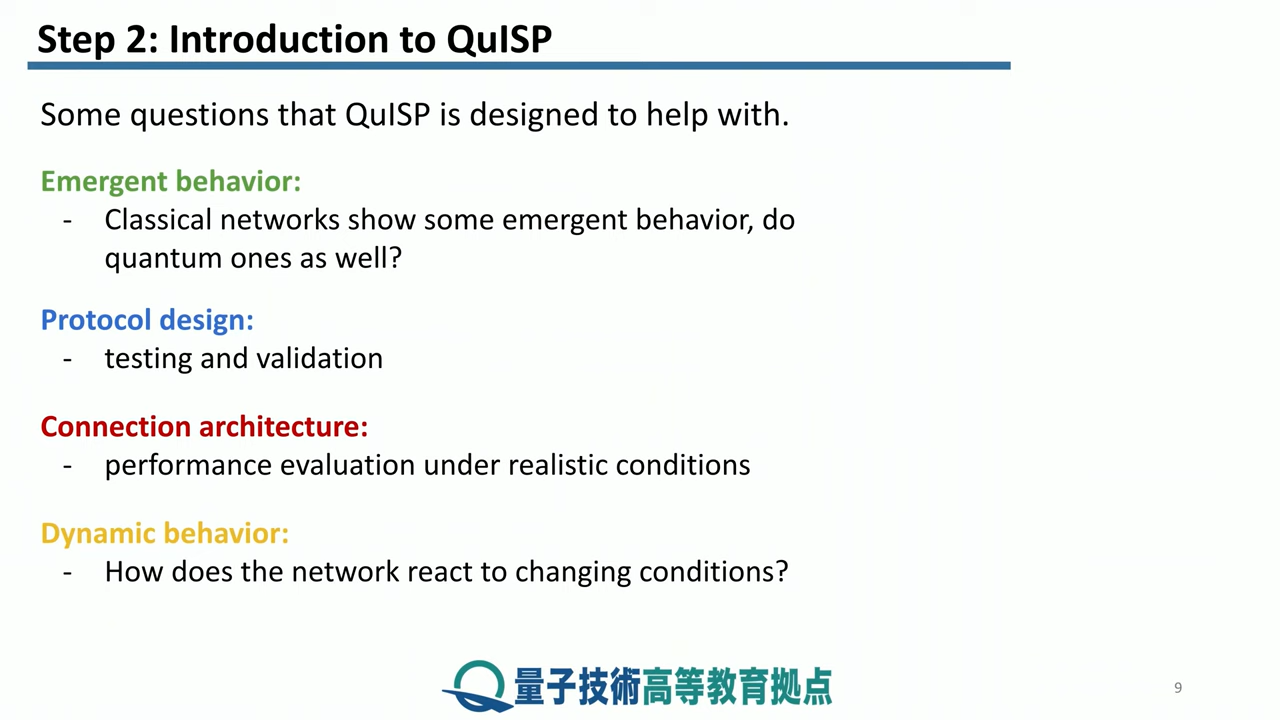 Step 2: Introduction to QuISP
Some questions that QuISP is designed to help with.
Emergent behavior:
- Classical networks show some emergent behavior, do
quantum ones as well?
Protocol design:
- testing and validation
Connection architecture:
- performance evaluation under realistic conditions
Dynamic behavior:
- How does the network react to changing conditions?
量子技術高等教育拠点
9